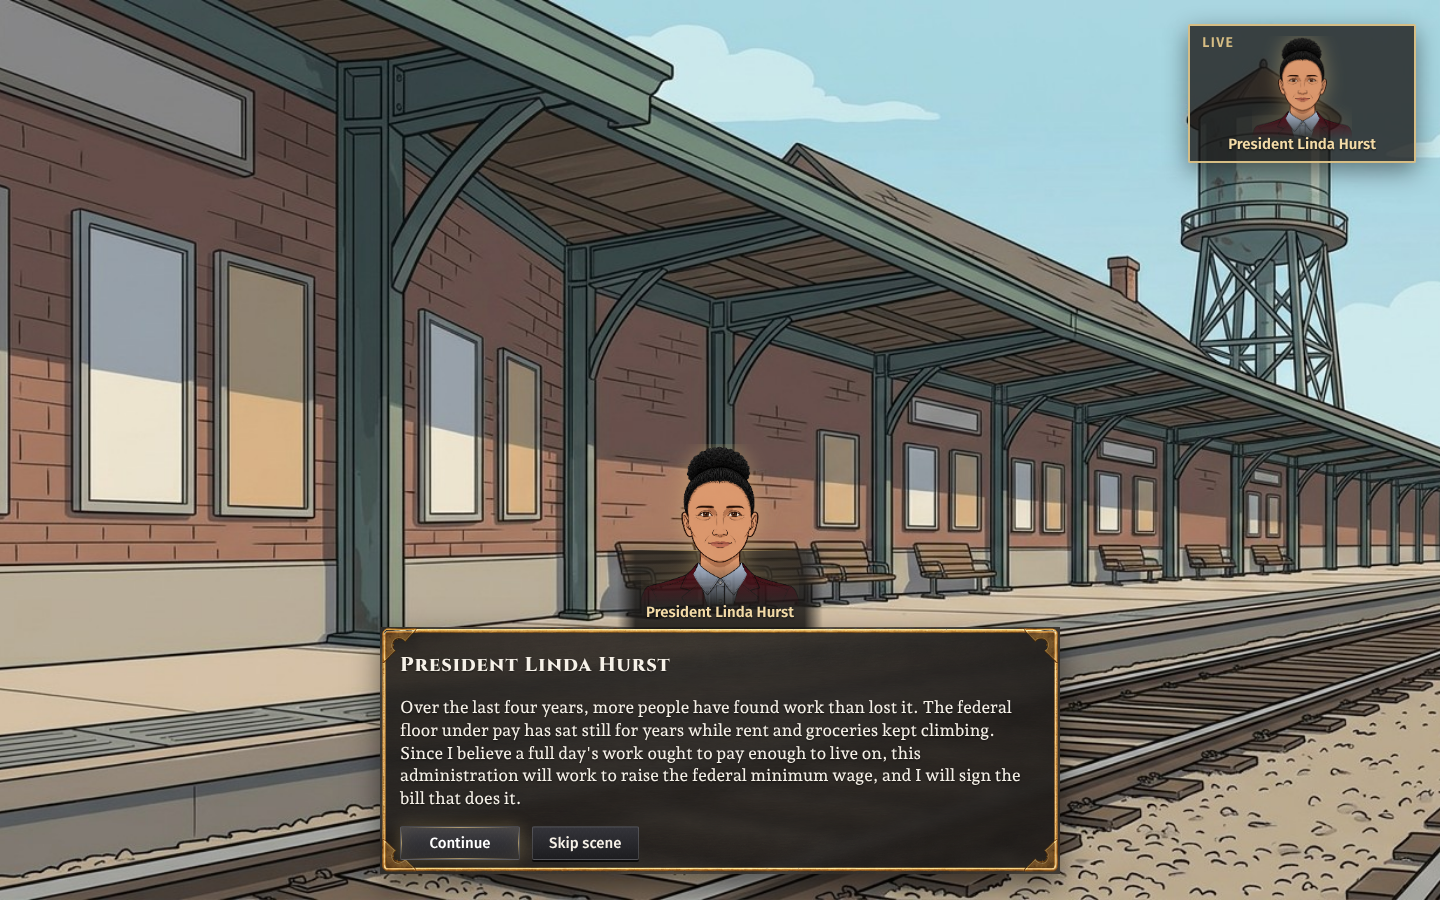 LIVE
President Linda Hurst
President Linda Hurst
President Linda Hurst
Over the last four years, more people have found work than lost it. The federal
floor under pay has sat still for years while rent and groceries kept climbing.
Since I believe a full day's work ought to pay enough to live on, this
administration will work to raise the federal minimum wage, and I will sign the
bill that does it.
Continue
Skip scene